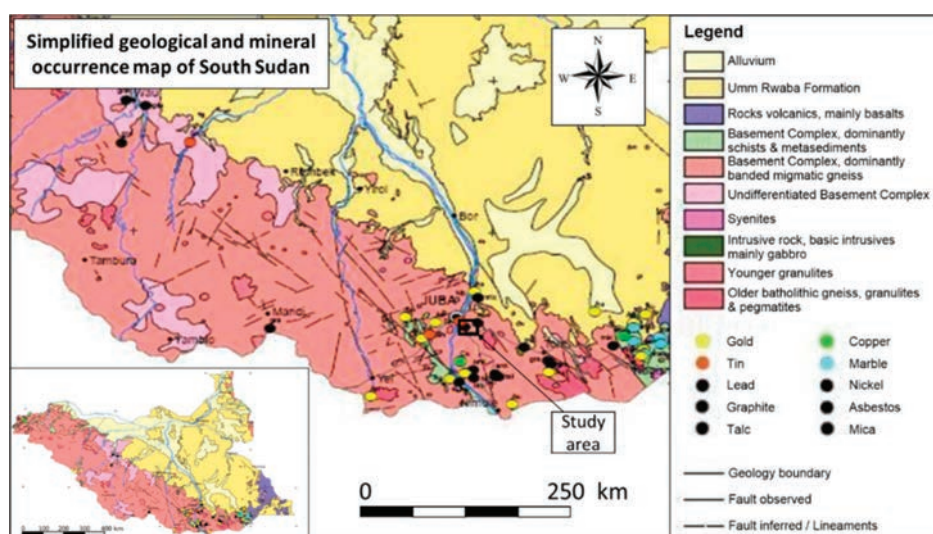 Simplified geological and mineral
occurrence map of South Sudan
N
W
E
S
Rumbek
Yirol
Bor
Tambura
JUBA
Yambio
Yei
Study
area
0
250 km
Legend
Alluvium
Umm Rwaba Formation
Rocks volcanics, mainly basalts
Basement Complex, dominantly
schists & metasediments
Basement Complex, dominantly
banded migmatic gneiss
Undifferentiated Basement Complex
Syenites
Intrusive rock, basic intrusives
mainly gabbro
Younger granulites
Older batholithic gneiss, granulites
& pegmatites
Gold
Copper
Tin
Marble
Lead
Nickel
Graphite
Asbestos
Talc
Mica
Geology boundary
Fault observed
Fault inferred / Lineaments